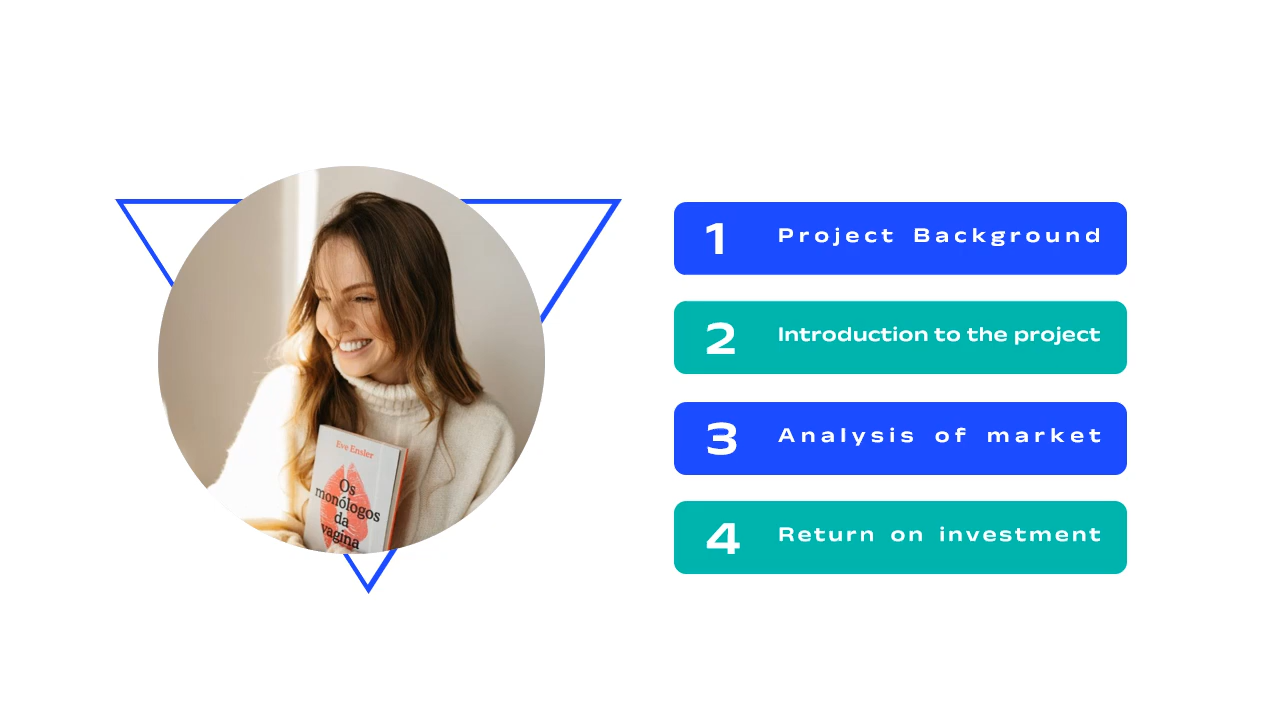 1 Project Background
2 Introduction to the project
3 Analysis of market
4 Return on investment
Eve Ensler
Os
monólogos
da
vagina